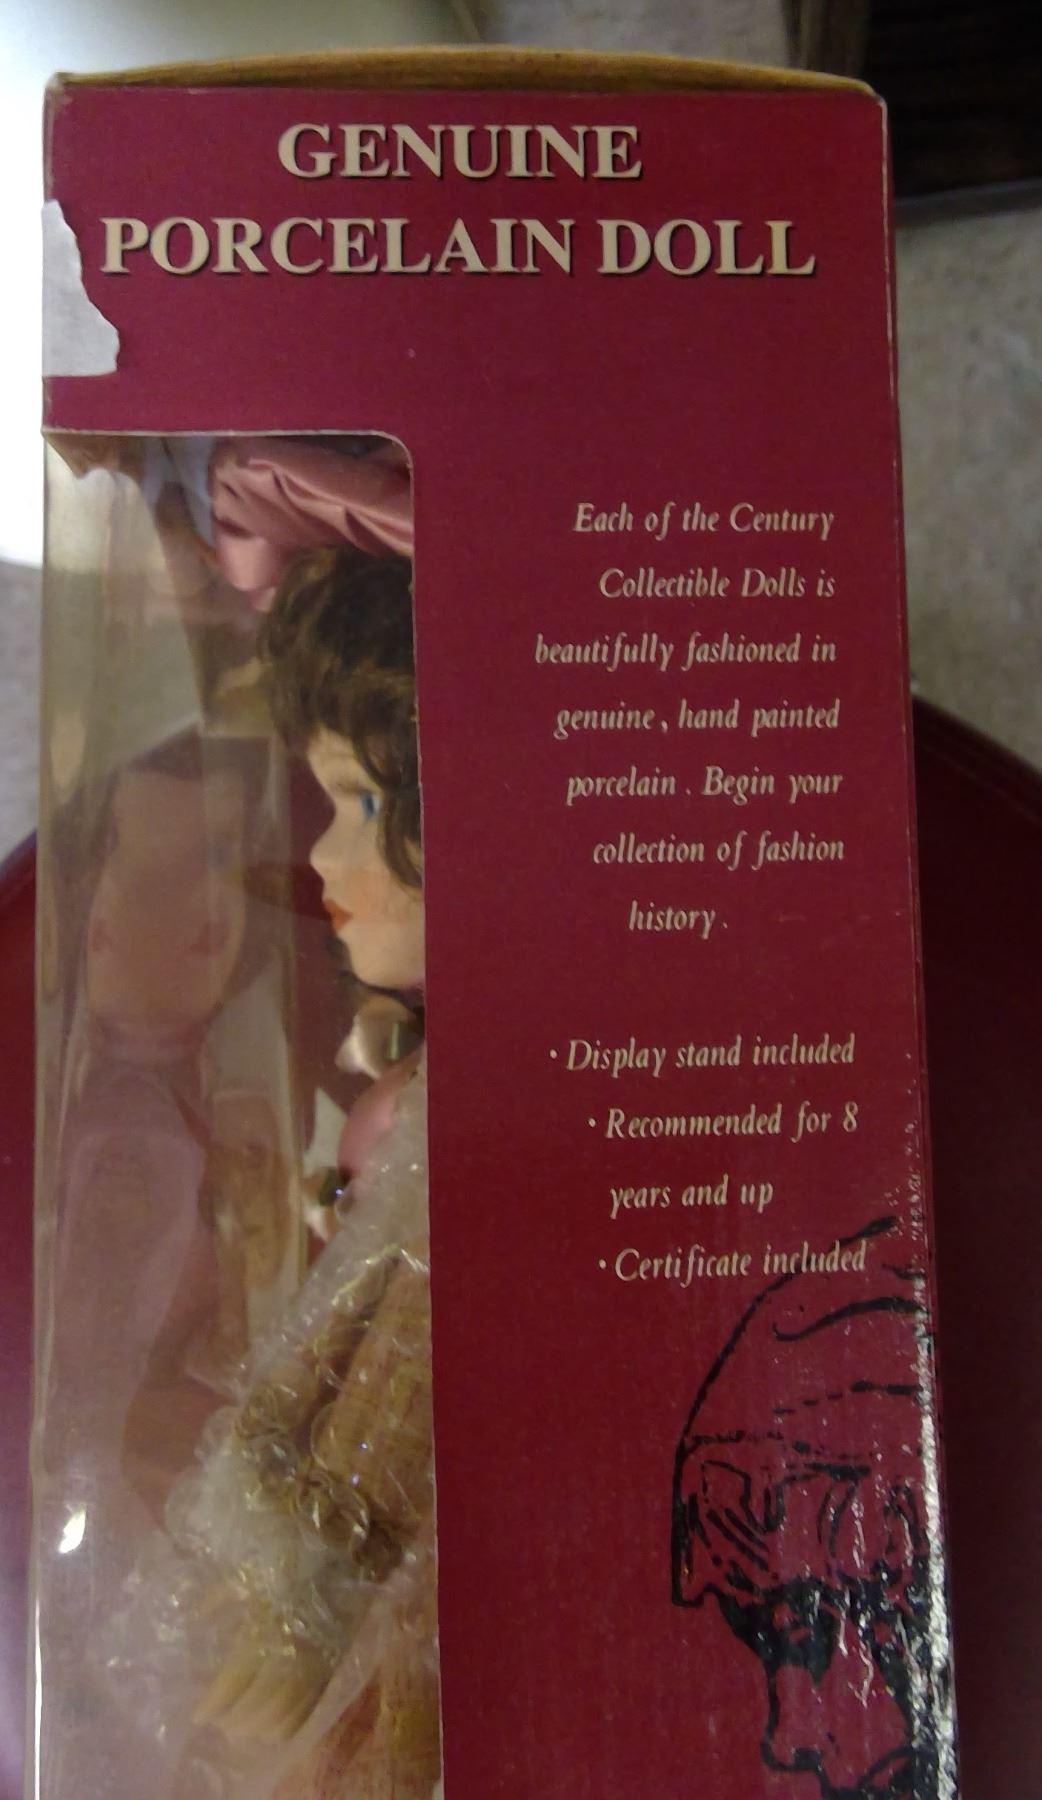 GENUINE
PORCELAIN DOLL
Each of the Century
Collectible Dolls is
beautifully fashioned in
genuine, hand painted
porcelain. Begin your
collection of fashion
history.
• Display stand included
• Recommended for 8
years and up
• Certificate included